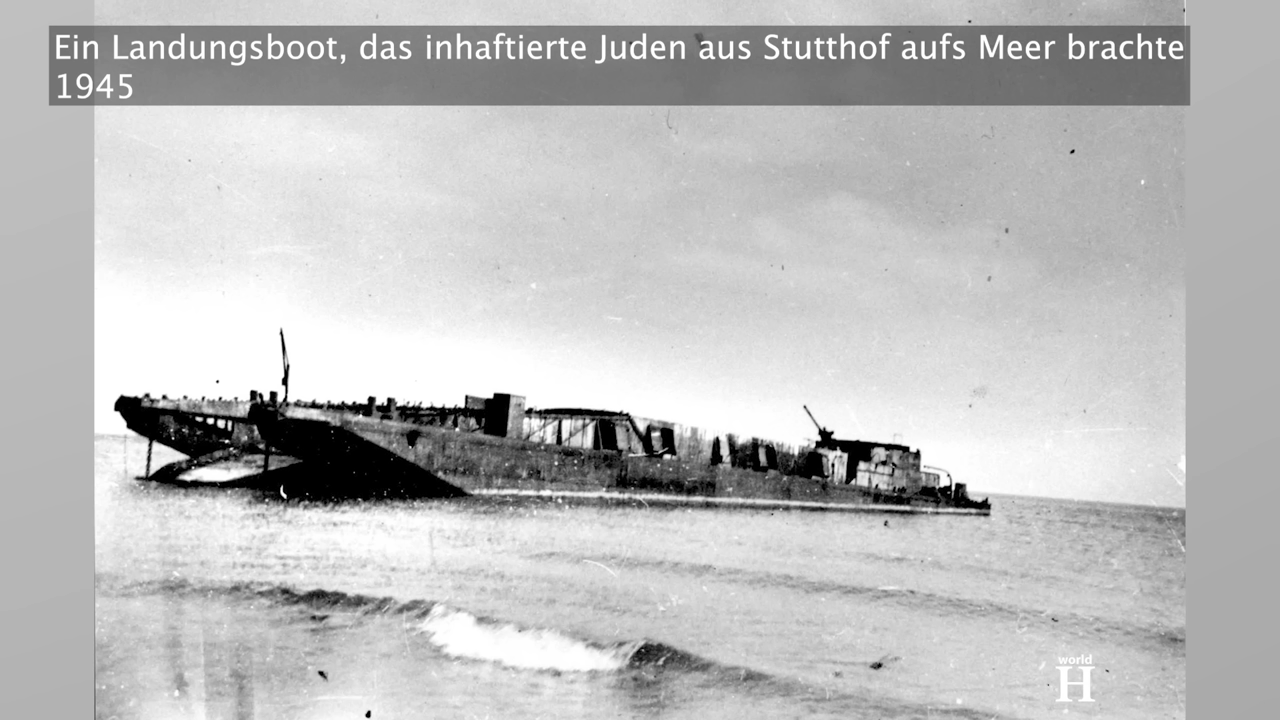 Ein Landungsboot, das inhaftierte Juden aus Stutthof aufs Meer brachte
1945
world
H